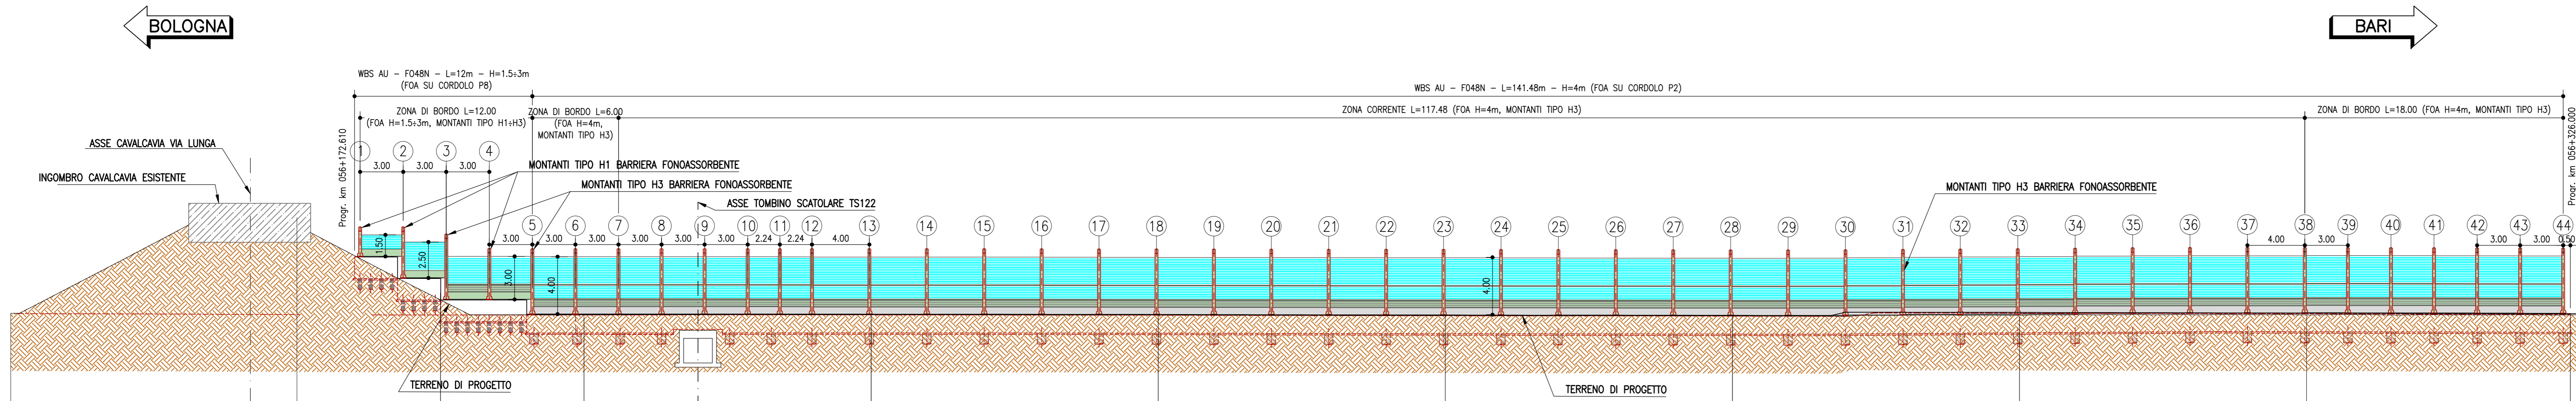 BOLOGNA
BARI
WBS AU - F048N - L=12m - H=1.5÷3m
(FOA SU CORDOLO P8)
WBS AU - F048N - L=141.48m - H=4m (FOA SU CORDOLO P2)
ZONA DI BORDO L=12.00
(FOA H=1.5÷3m, MONTANTI TIPO H1÷H3)
ZONA DI BORDO L=6.00
(FOA H=4m,
MONTANTI TIPO H3)
ZONA CORRENTE L=117.48 (FOA H=4m, MONTANTI TIPO H3)
ZONA DI BORDO L=18.00 (FOA H=4m, MONTANTI TIPO H3)
Progr. km 056+172.610
Progr. km 056+326.000
ASSE CAVALCAVIA VIA LUNGA
INGOMBRO CAVALCAVIA ESISTENTE
1 2 3 4
3.00 3.00 3.00
MONTANTI TIPO H1 BARRIERA FONOASSORBENTE
MONTANTI TIPO H3 BARRIERA FONOASSORBENTE
ASSE TOMBINO SCATOLARE TS122
MONTANTI TIPO H3 BARRIERA FONOASSORBENTE
5 6 7 8 9 10 11 12 13 14 15 16 17 18 19 20 21 22 23 24 25 26 27 28 29 30 31 32 33 34 35 36 37 38 39 40 41 42 43 44
3.00 3.00 3.00 3.00 3.00 3.00 2.24 2.24 4.00
4.00 3.00
3.00 3.00 0.50
1.50
2.50
3.00
4.00
4.00
TERRENO DI PROGETTO
TERRENO DI PROGETTO